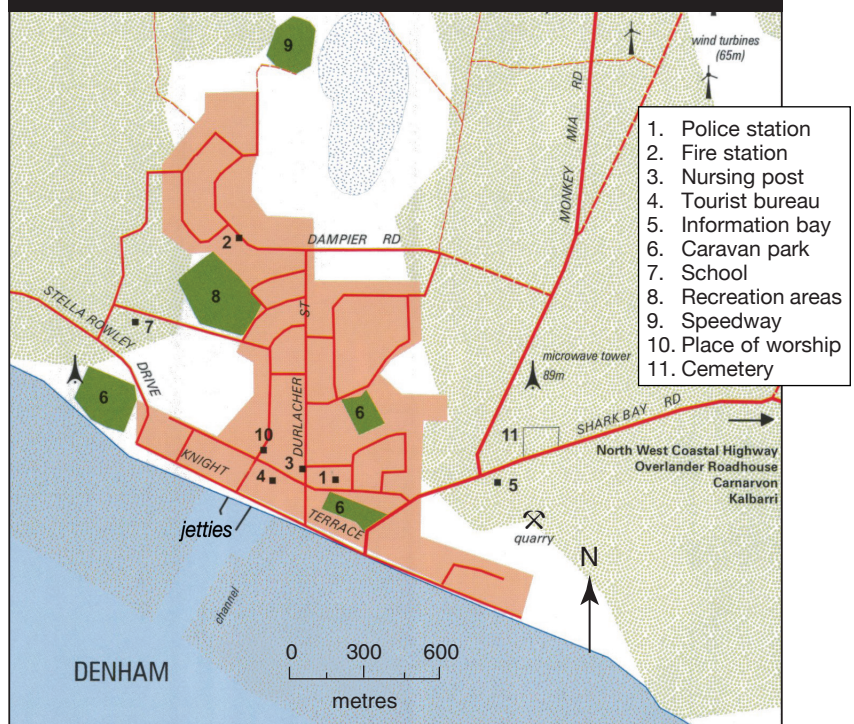 9
wind turbines
(65m)
MONKEY MIA RD
1. Police station
2. Fire station
3. Nursing post
4. Tourist bureau
5. Information bay
6. Caravan park
7. School
8. Recreation areas
9. Speedway
10. Place of worship
11. Cemetery
2
DAMPIER RD
8
STELLA ROWLEY DRIVE
7
DURLACHER ST
microwave tower
89m
6
6
SHARK BAY RD
11
10
North West Coastal Highway
Overlander Roadhouse
Carnarvon
Kalbarri
KNIGHT TERRACE
3
4
1
5
6
jetties
quarry
N
channel
0 300 600
metres
DENHAM